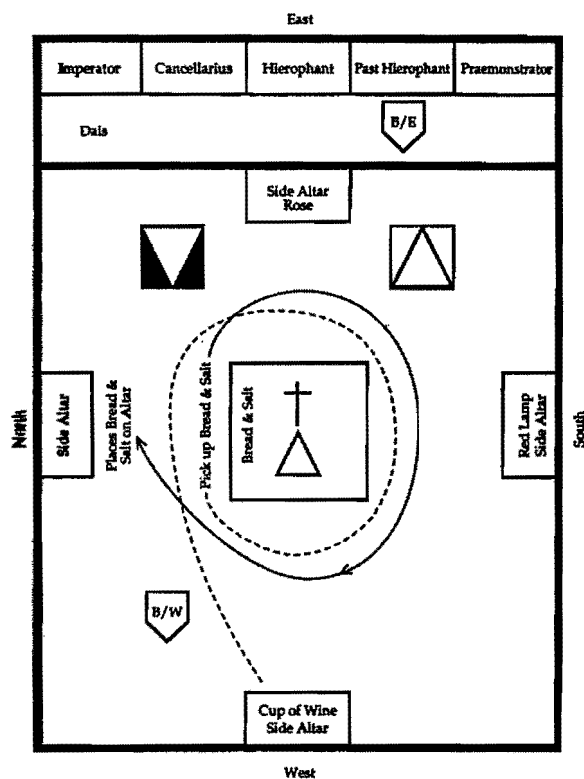 East
Imperator
Cancellarius
Hierophant
Past Hierophant
Praemonstrator
Dais
B/E
Side Altar
Rose
North
Side Altar
Places Bread &
Salt on Altar
Pick up Bread & Salt
Bread & Salt
Red Lamp
Side Altar
South
B/W
Cup of Wine
Side Altar
West